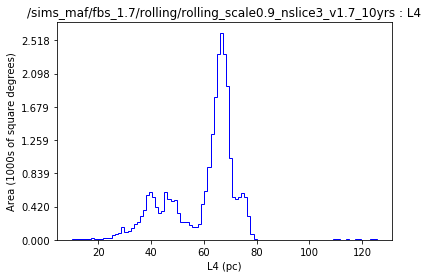 /sims_maf/fbs_1.7/rolling/rolling_scale0.9_nslice3_v1.7_10yrs : L4
Area (1000s of square degrees)
2.518
2.098
1.679
1.259
0.839
0.420
0.000
20 40 60 80 100 120
L4 (pc)